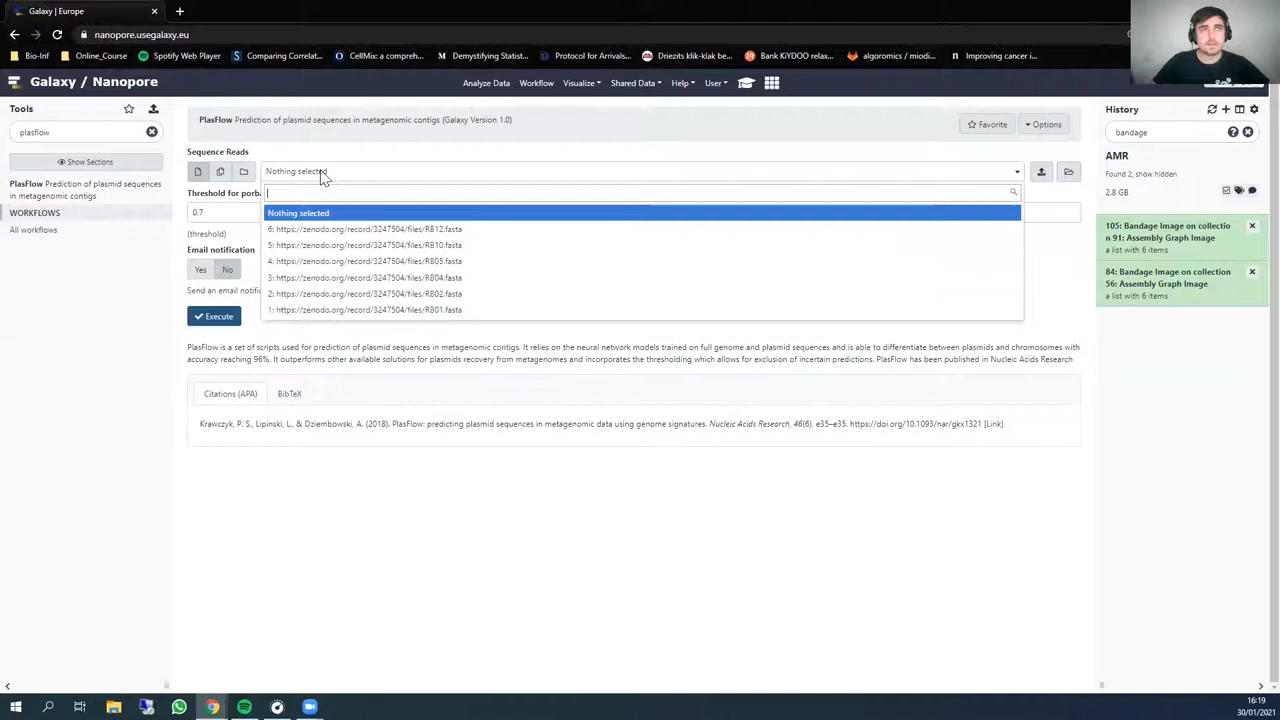 Galaxy | Europe
nanopore.usegalaxy.eu
Bio-Inf
Online_Course
Spotify Web Player
Comparing Correlat...
CellMix: a compreh...
Demystifying Statist...
Protocol for Arrivals...
Driezits klik-klak be...
Bank KiYDOO relax...
algoromics / miodi...
Improving cancer i...
Galaxy / Nanopore
Analyze Data
Workflow
Visualize
Shared Data
Help
User
Tools
plasflow
Show Sections
PlasFlow Prediction of plasmid sequences
in metagenomic contigs
WORKFLOWS
All workflows
PlasFlow Prediction of plasmid sequences in metagenomic contigs (Galaxy Version 1.0)
Favorite
Options
Sequence Reads
Nothing selected
Threshold for porb
Nothing selected
0.7
6: https://zenodo.org/record/3247504/files/RB12.fasta
(threshold)
5: https://zenodo.org/record/3247504/files/RB10.fasta
Email notification
4: https://zenodo.org/record/3247504/files/RB05.fasta
Yes
No
3: https://zenodo.org/record/3247504/files/RB04.fasta
Send an email notific
2: https://zenodo.org/record/3247504/files/RB02.fasta
1: https://zenodo.org/record/3247504/files/RB01.fasta
Execute
PlasFlow is a set of scripts used for prediction of plasmid sequences in metagenomic contigs. It relies on the neural network models trained on full genome and plasmid sequences and is able to differentiate between plasmids and chromosomes with
accuracy reaching 96%. It outperforms other available solutions for plasmids recovery from metagenomes and incorporates the thresholding which allows for exclusion of incertain predictions. PlasFlow has been published in Nucleic Acids Research
Citations (APA)
BibTeX
Krawczyk, P. S., Lipinski, L., & Dziembowski, A. (2018). PlasFlow: predicting plasmid sequences in metagenomic data using genome signatures. Nucleic Acids Research, 46(6), e35–e35. https://doi.org/10.1093/nar/gkx1321 [Link]
History
bandage
AMR
Found 2, show hidden
2.8 GB
105: Bandage Image on collectio
n 91: Assembly Graph Image
a list with 6 items
84: Bandage Image on collection
56: Assembly Graph Image
a list with 6 items
16:19
30/01/2021